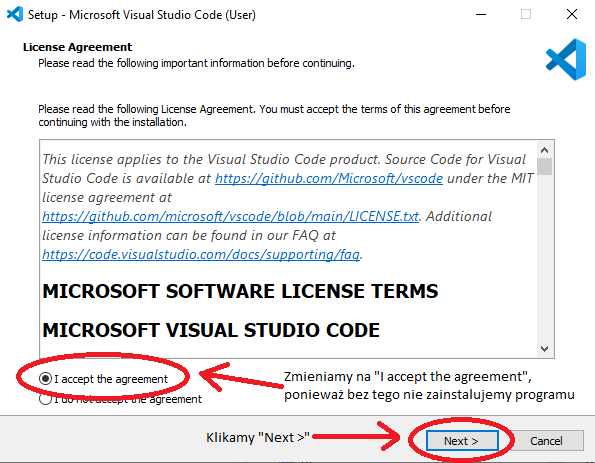 Setup - Microsoft Visual Studio Code (User)
License Agreement
Please read the following important information before continuing.
Please read the following License Agreement. You must accept the terms of this agreement before
continuing with the installation.
This license applies to the Visual Studio Code product. Source Code for Visual
Studio Code is available at https://github.com/Microsoft/vscode under the MIT
license agreement at
https://github.com/microsoft/vscode/blob/main/LICENSE.txt. Additional
license information can be found in our FAQ at
https://code.visualstudio.com/docs/supporting/faq.
MICROSOFT SOFTWARE LICENSE TERMS
MICROSOFT VISUAL STUDIO CODE
I accept the agreement
I do not accept the agreement
Zmieniamy na "I accept the agreement",
ponieważ bez tego nie zainstalujemy programu
Klikamy "Next >"
Next >
Cancel